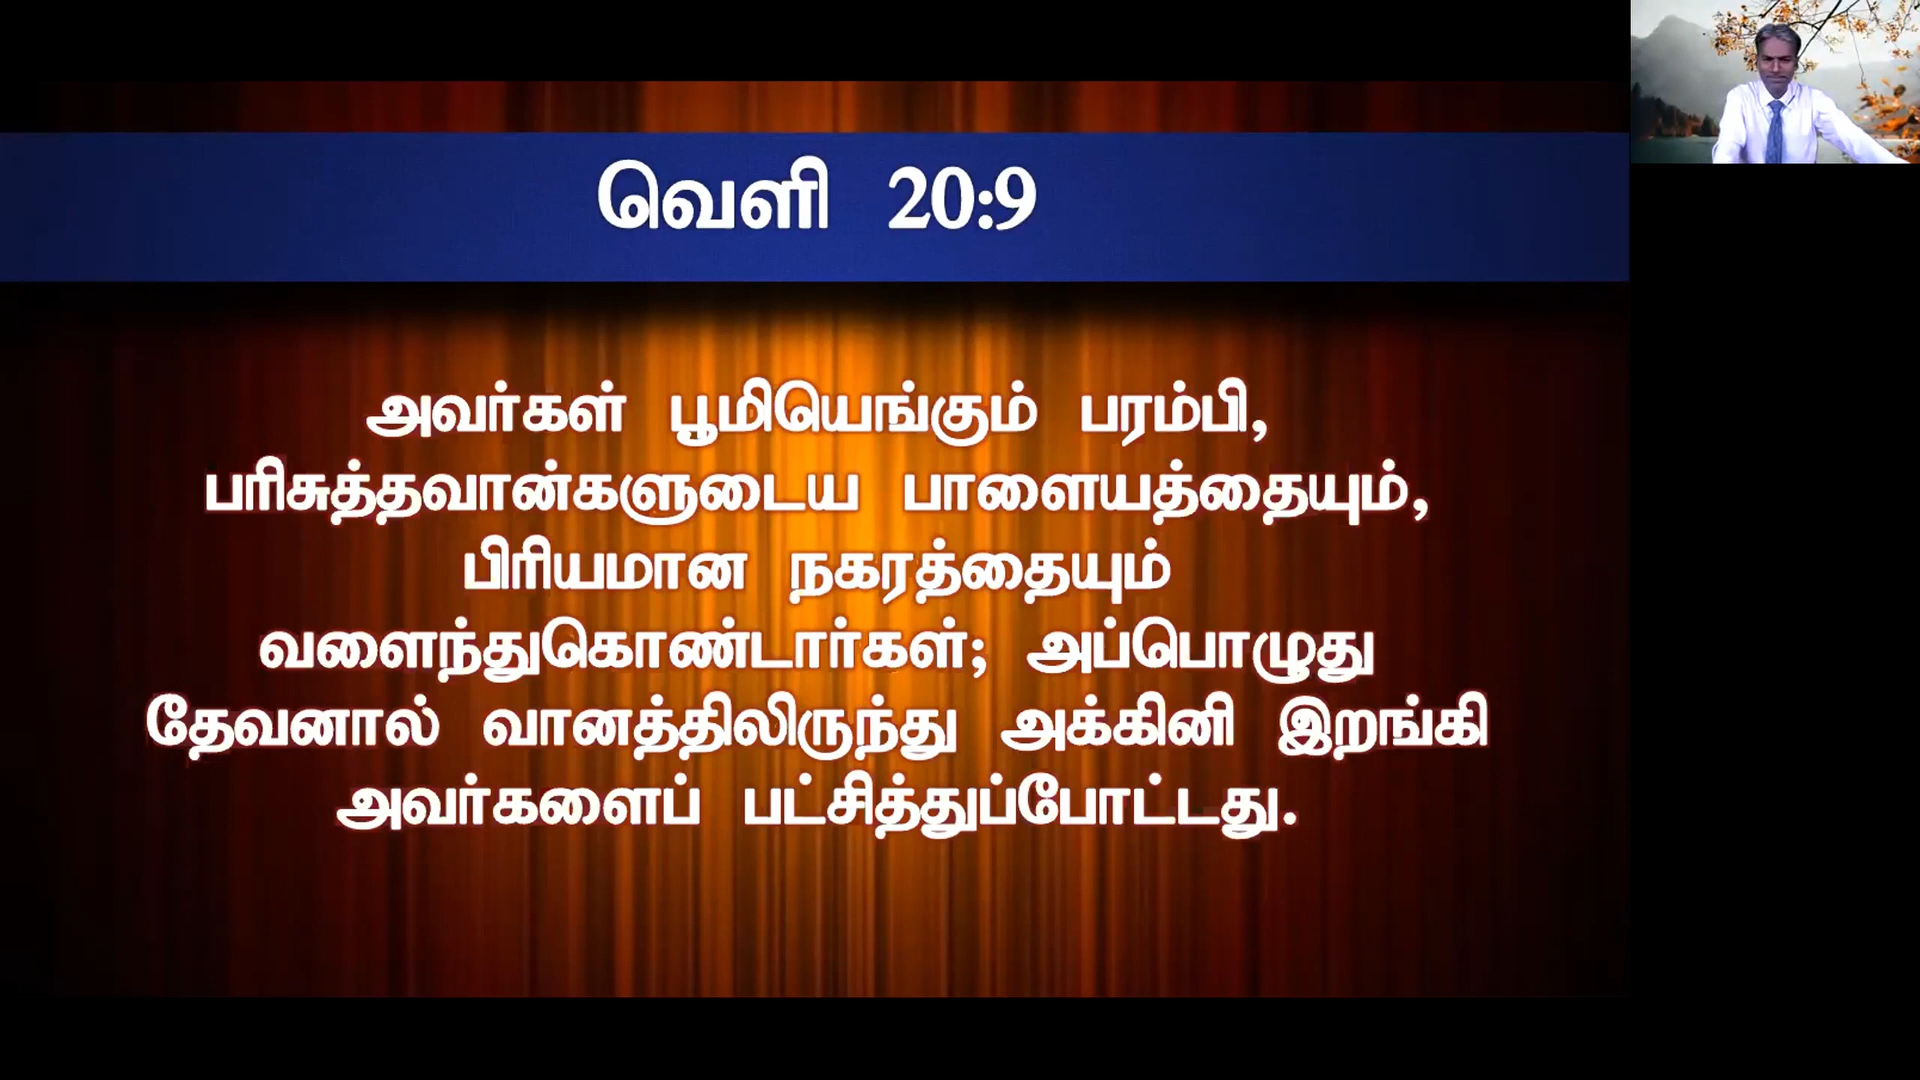 வெளி 20:9
அவர்கள் பூமியெங்கும் பரம்பி,
பரிசுத்தவான்களுடைய பாளையத்தையும்,
பிரியமான நகரத்தையும்
வளைந்துகொண்டார்கள்; அப்பொழுது
தேவனால் வானத்திலிருந்து அக்கினி இறங்கி
அவர்களைப் பட்சித்துப்போட்டது.